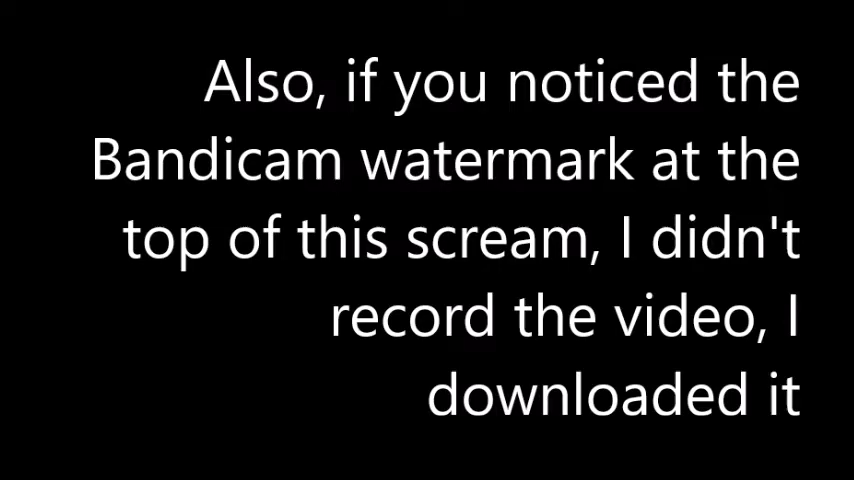 Also, if you noticed the
Bandicam watermark at the
top of this scream, I didn't
record the video, I
downloaded it